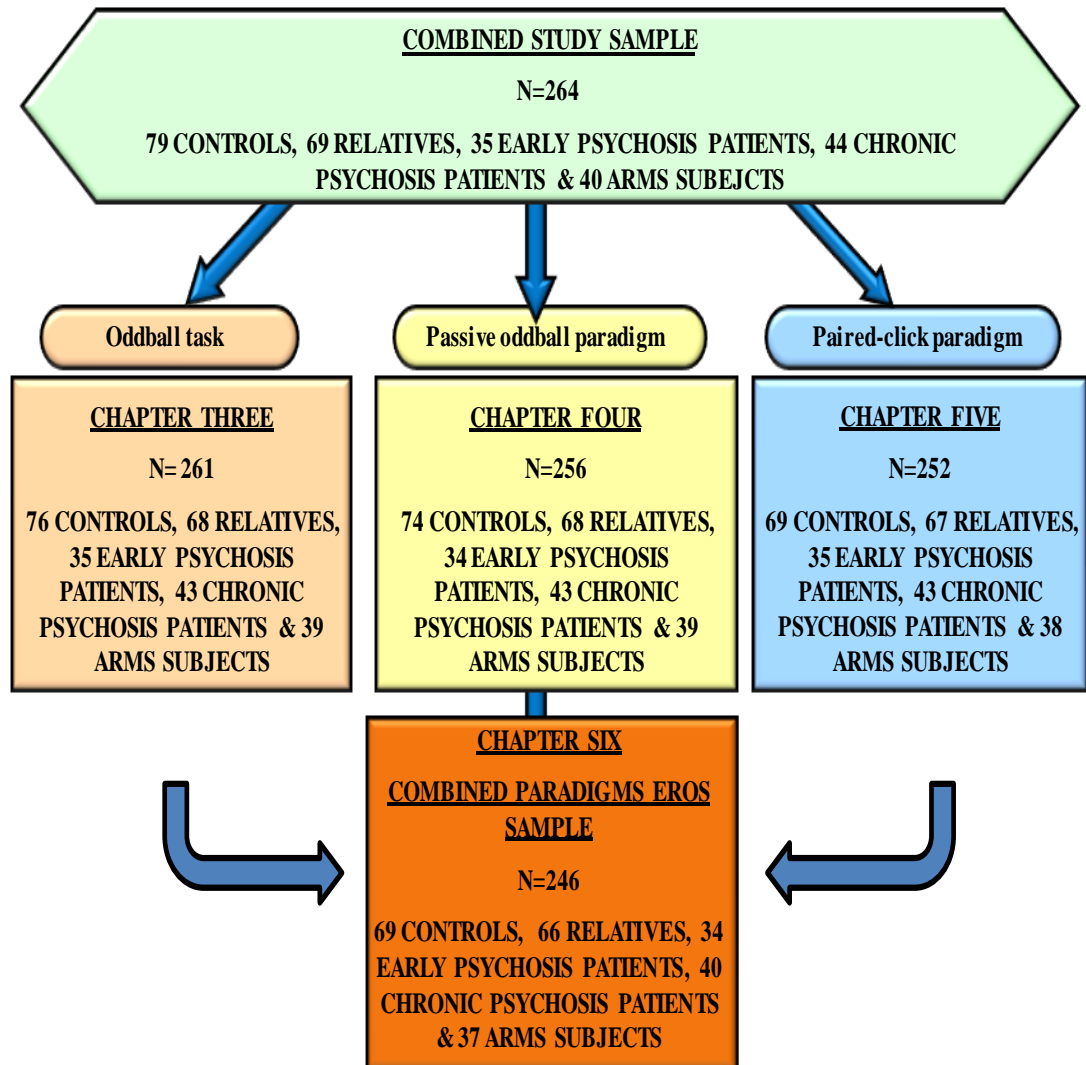 COMBINED STUDY SAMPLE
N=264
79 CONTROLS, 69 RELATIVES, 35 EARLY PSYCHOSIS PATIENTS, 44 CHRONIC
PSYCHOSIS PATIENTS & 40 ARMS SUBEJCTS
Oddball task
Passive oddball paradigm
Paired-click paradigm
CHAPTER THREE
N= 261
76 CONTROLS, 68 RELATIVES,
35 EARLY PSYCHOSIS
PATIENTS, 43 CHRONIC
PSYCHOSIS PATIENTS & 39
ARMS SUBJECTS
CHAPTER FOUR
N=256
74 CONTROLS, 68 RELATIVES,
34 EARLY PSYCHOSIS
PATIENTS, 43 CHRONIC
PSYCHOSIS PATIENTS & 39
ARMS SUBJECTS
CHAPTER FIVE
N=252
69 CONTROLS, 67 RELATIVES,
35 EARLY PSYCHOSIS
PATIENTS, 43 CHRONIC
PSYCHOSIS PATIENTS & 38
ARMS SUBJECTS
CHAPTER SIX
COMBINED PARADIGMS EROS
SAMPLE
N=246
69 CONTROLS, 66 RELATIVES, 34
EARLY PSYCHOSIS PATIENTS, 40
CHRONIC PSYCHOSIS PATIENTS
& 37 ARMS SUBJECTS